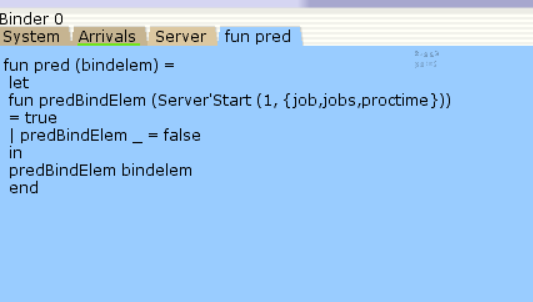 Binder 0
System Arrivals Server fun pred
fun pred (bindelem) =
let
fun predBindElem (Server'Start (1, {job,jobs,proctime}))
= true
| predBindElem _ = false
in
predBindElem bindelem
end